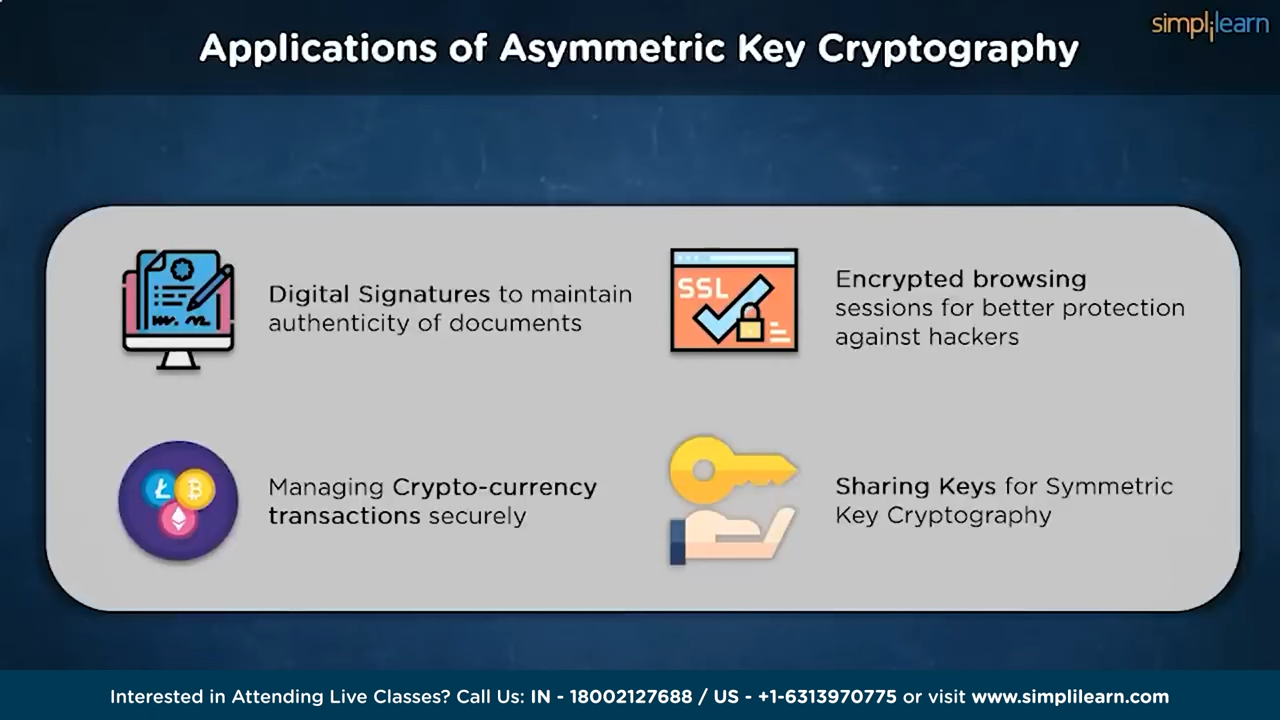 simplilearn
Applications of Asymmetric Key Cryptography
Digital Signatures to maintain
authenticity of documents
SSL
Encrypted browsing
sessions for better protection
against hackers
Managing Crypto-currency
transactions securely
Sharing Keys for Symmetric
Key Cryptography
Interested in Attending Live Classes? Call Us: IN - 18002127688 / US - +1-6313970775 or visit www.simplilearn.com